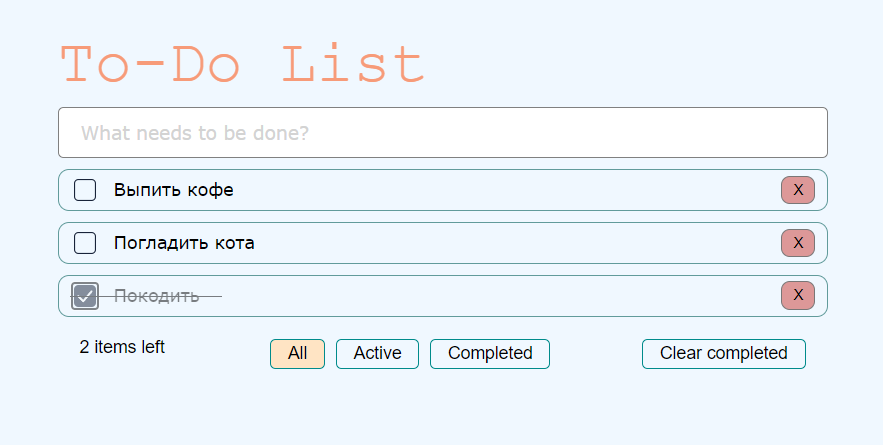 To-Do List
What needs to be done?
Выпить кофе X
Погладить кота X
Покодить X
2 items left All Active Completed Clear completed